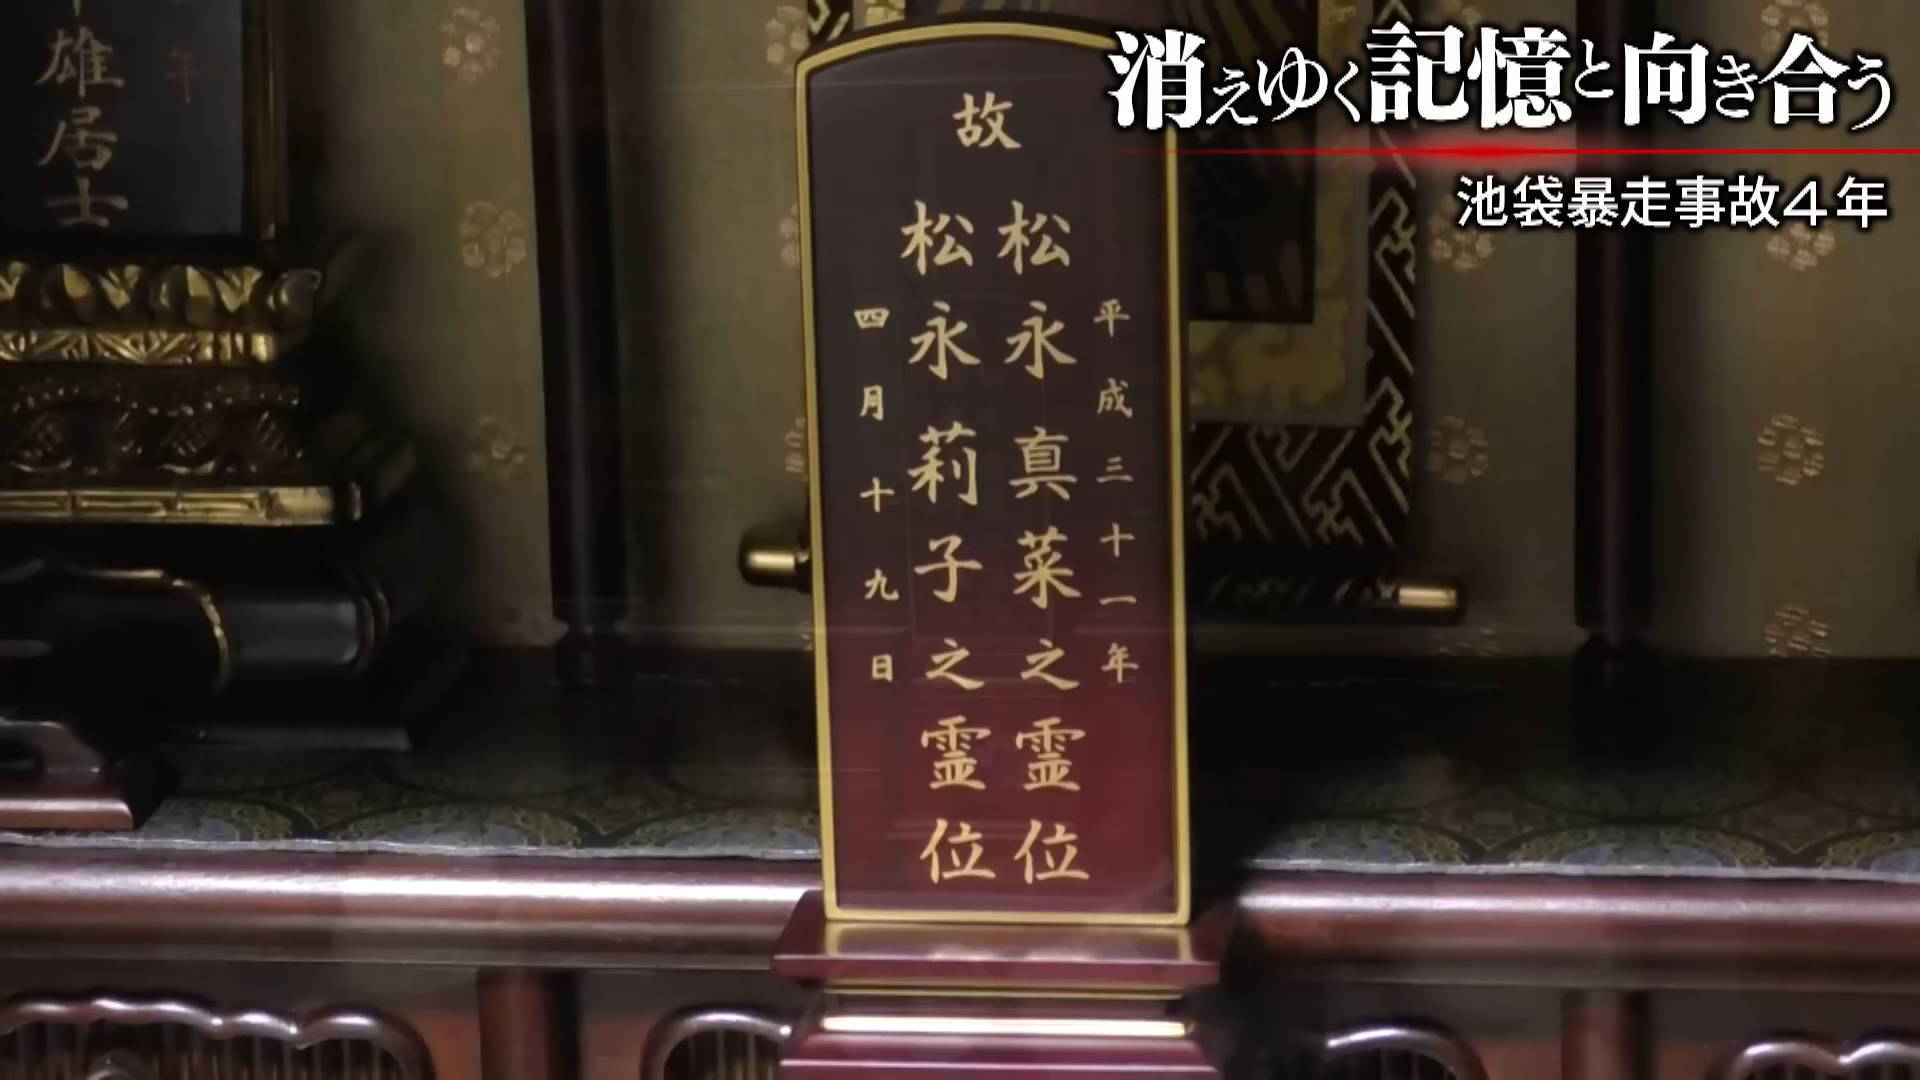 消えゆく記憶と向き合う
池袋暴走事故4年
故
平成三十一年
松永真菜之霊位
松永莉子之霊位
四月十九日
年
雄居士